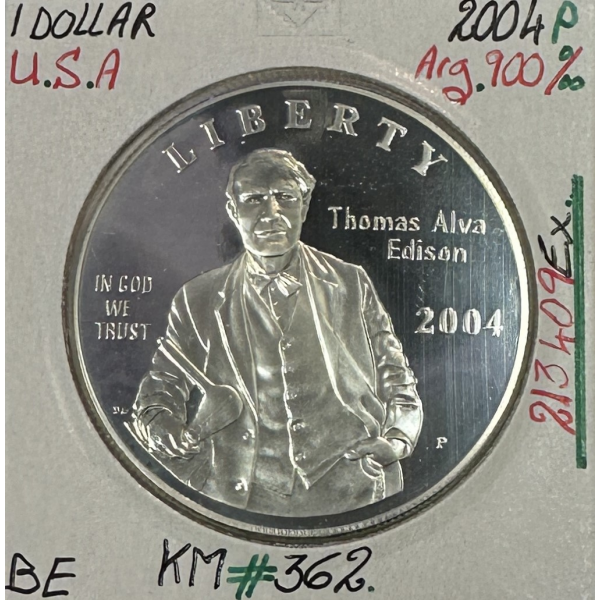 1 DOLLAR
2004 P
U.S.A
Arg. 900 ‰
LIBERTY
Thomas Alva
Edison
IN GOD
WE
TRUST
2004
P
213409 Ex.
BE
KM#362.